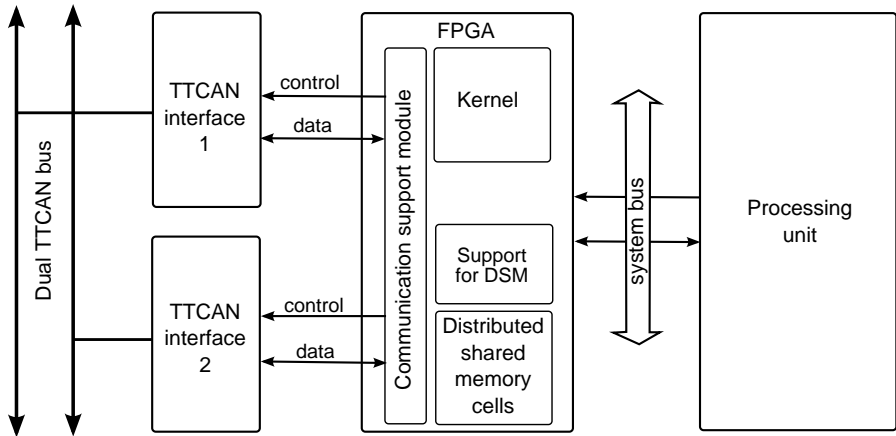 Dual TTCAN bus
TTCAN
interface
1
control
data
TTCAN
interface
2
control
data
FPGA
Communication support module
Kernel
Support
for DSM
Distributed
shared
memory
cells
system bus
Processing
unit